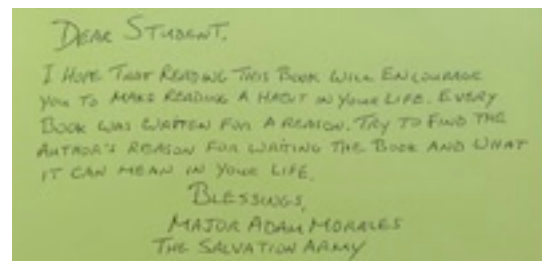 Dear Student,
I Hope That Reading This Book Will Encourage
You To Make Reading A Habit in Your Life. Every
Book was Written For A Reason. Try To Find The
Author's Reason For Writing The Book And What
it Can Mean in Your Life.
Blessings,
Major Adam Morales
The Salvation Army